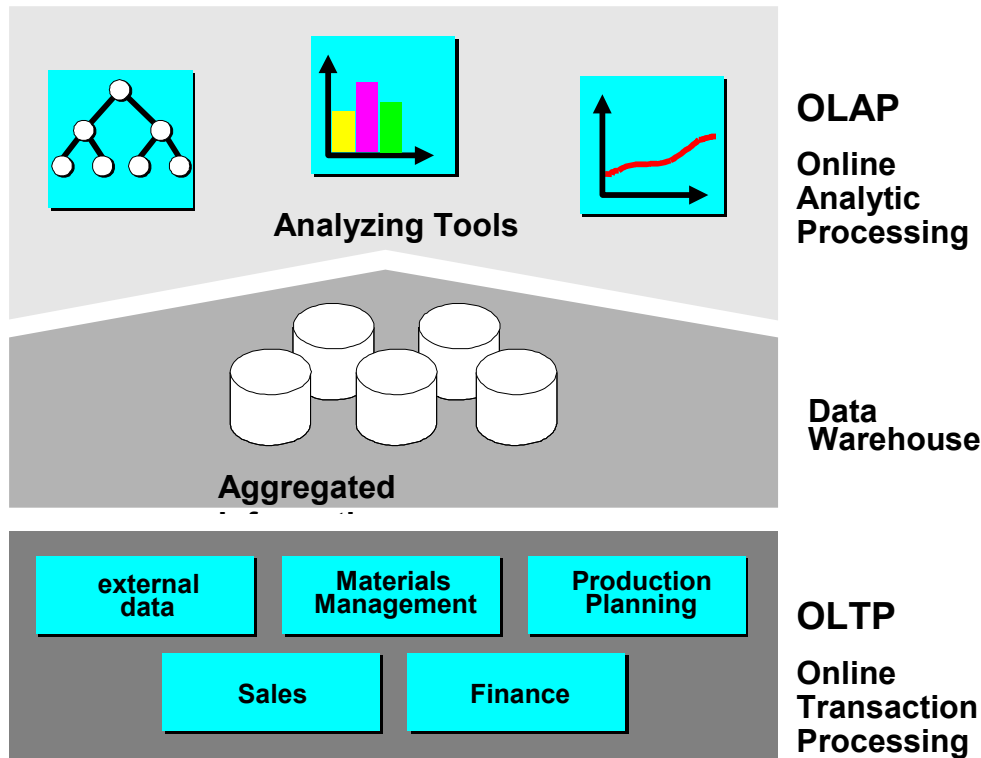 OLAP
Online
Analytic
Processing
Analyzing Tools
Data
Warehouse
Aggregated
external
data
Materials
Management
Production
Planning
Sales
Finance
OLTP
Online
Transaction
Processing